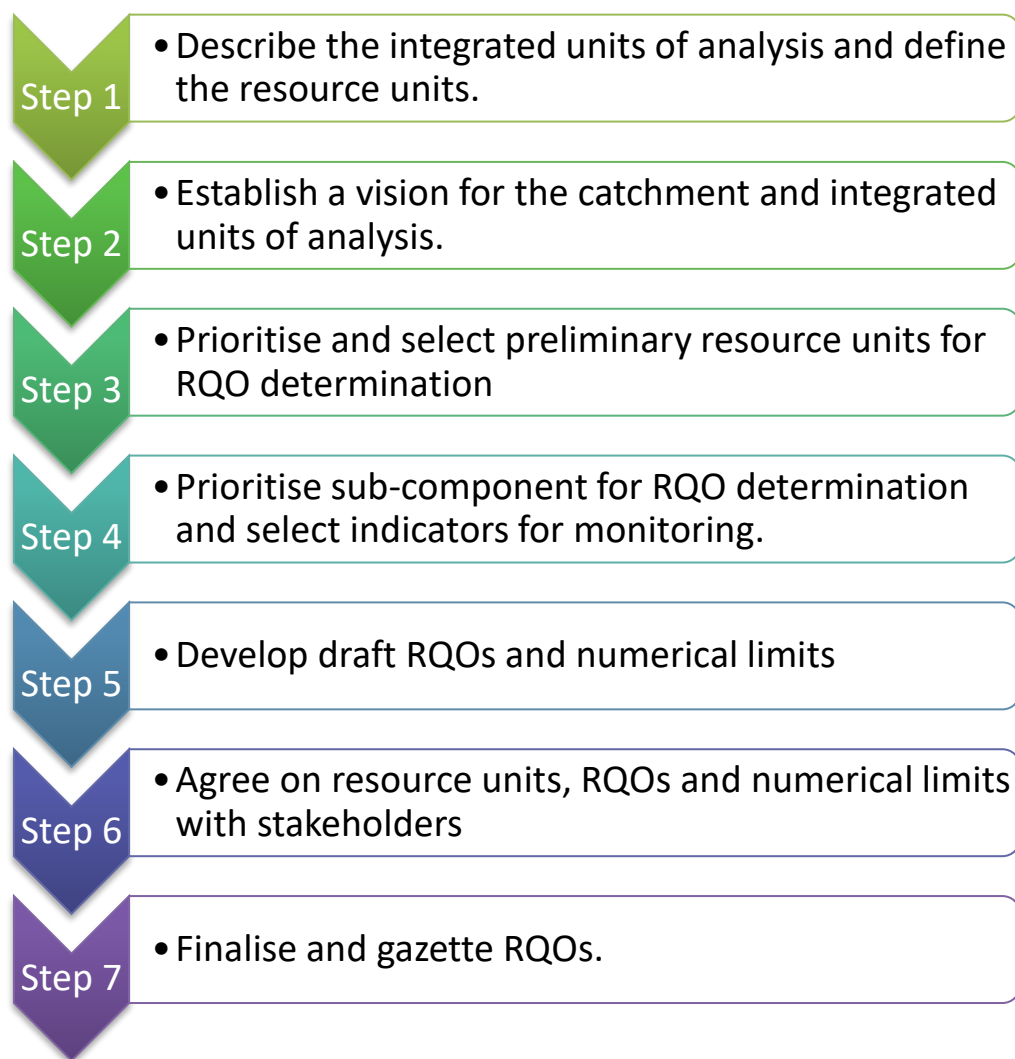 Step 1
•Describe the integrated units of analysis and define
the resource units.
Step 2
•Establish a vision for the catchment and integrated
units of analysis.
Step 3
•Prioritise and select preliminary resource units for
RQO determination
Step 4
•Prioritise sub-component for RQO determination
and select indicators for monitoring.
Step 5
•Develop draft RQOs and numerical limits
Step 6
•Agree on resource units, RQOs and numerical limits
with stakeholders
Step 7
•Finalise and gazette RQOs.